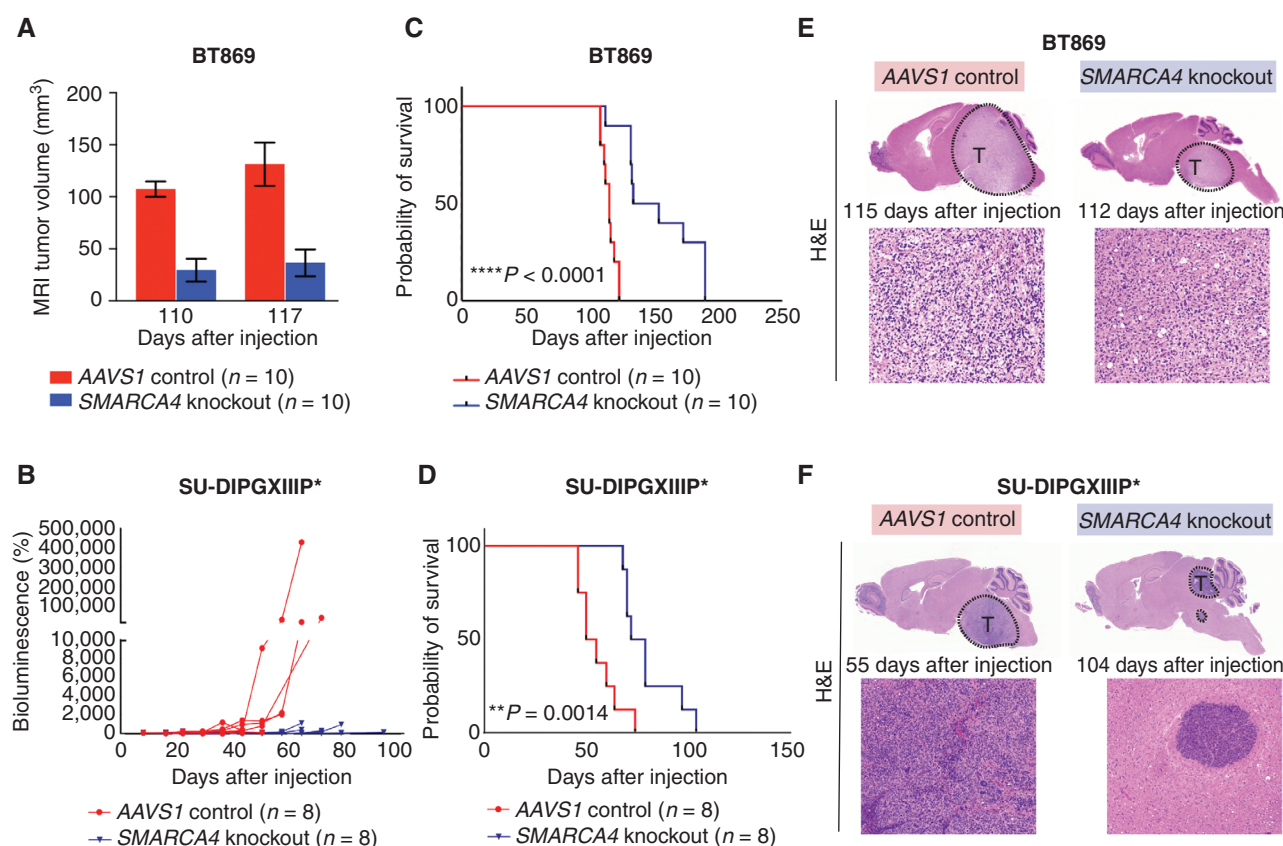 A
BT869
MRI tumor volume (mm³)
200
150
100
50
0
110
117
Days after injection
AAVS1 control (n = 10)
SMARCA4 knockout (n = 10)
B
SU-DIPGXIIIP*
Bioluminescence (%)
500,000
400,000
300,000
200,000
100,000
10,000
8,000
6,000
4,000
2,000
0
0 20 40 60 80 100
Days after injection
AAVS1 control (n = 8)
SMARCA4 knockout (n = 8)
C
BT869
Probability of survival
100
50
0
****P < 0.0001
0 50 100 150 200 250
Days after injection
AAVS1 control (n = 10)
SMARCA4 knockout (n = 10)
D
SU-DIPGXIIIP*
Probability of survival
100
50
0
**P = 0.0014
0 50 100 150
Days after injection
AAVS1 control (n = 8)
SMARCA4 knockout (n = 8)
E
BT869
AAVS1 control
SMARCA4 knockout
T
T
115 days after injection
112 days after injection
H&E
F
SU-DIPGXIIIP*
AAVS1 control
SMARCA4 knockout
T
T
55 days after injection
104 days after injection
H&E